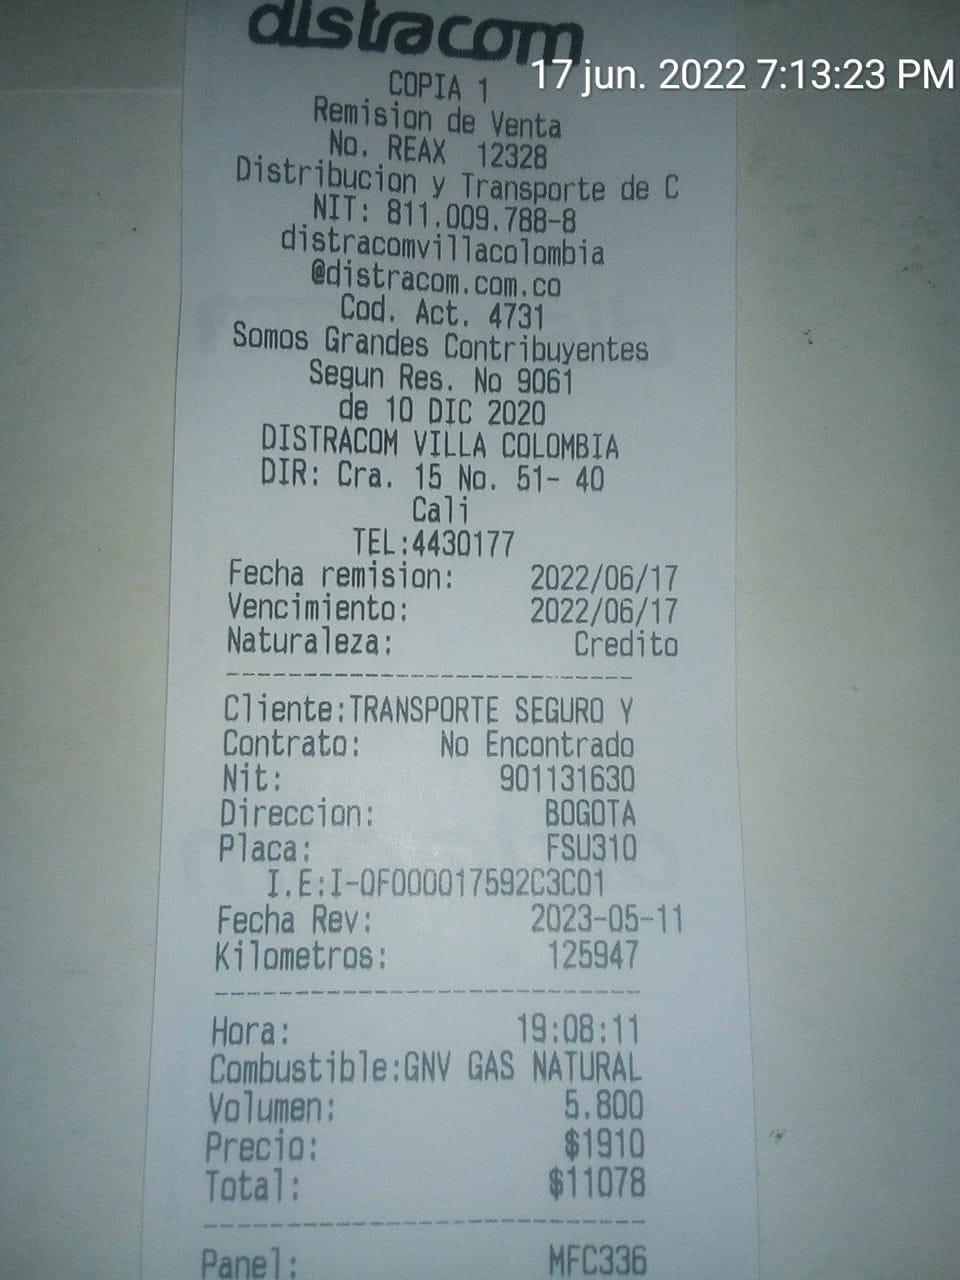 distracom
17 jun. 2022 7:13:23 PM
COPIA 1
Remision de Venta
No. REAX 12328
Distribucion y Transporte de C
NIT: 811.009.788-8
distracomvillacolombia
@distracom.com.co
Cod. Act. 4731
Somos Grandes Contribuyentes
Segun Res. No 9061
de 10 DIC 2020
DISTRACOM VILLA COLOMBIA
DIR: Cra. 15 No. 51- 40
Cali
TEL:4430177
Fecha remision: 2022/06/17
Vencimiento: 2022/06/17
Naturaleza: Credito
Cliente:TRANSPORTE SEGURO Y
Contrato: No Encontrado
Nit: 901131630
Direccion: BOGOTA
Placa: FSU310
I.E:I-0F000017592C3C01
Fecha Rev: 2023-05-11
Kilometros: 125947
Hora: 19:08:11
Combustible:GNV GAS NATURAL
Volumen: 5.800
Precio: $1910
Total: $11078
Panel: MFC336